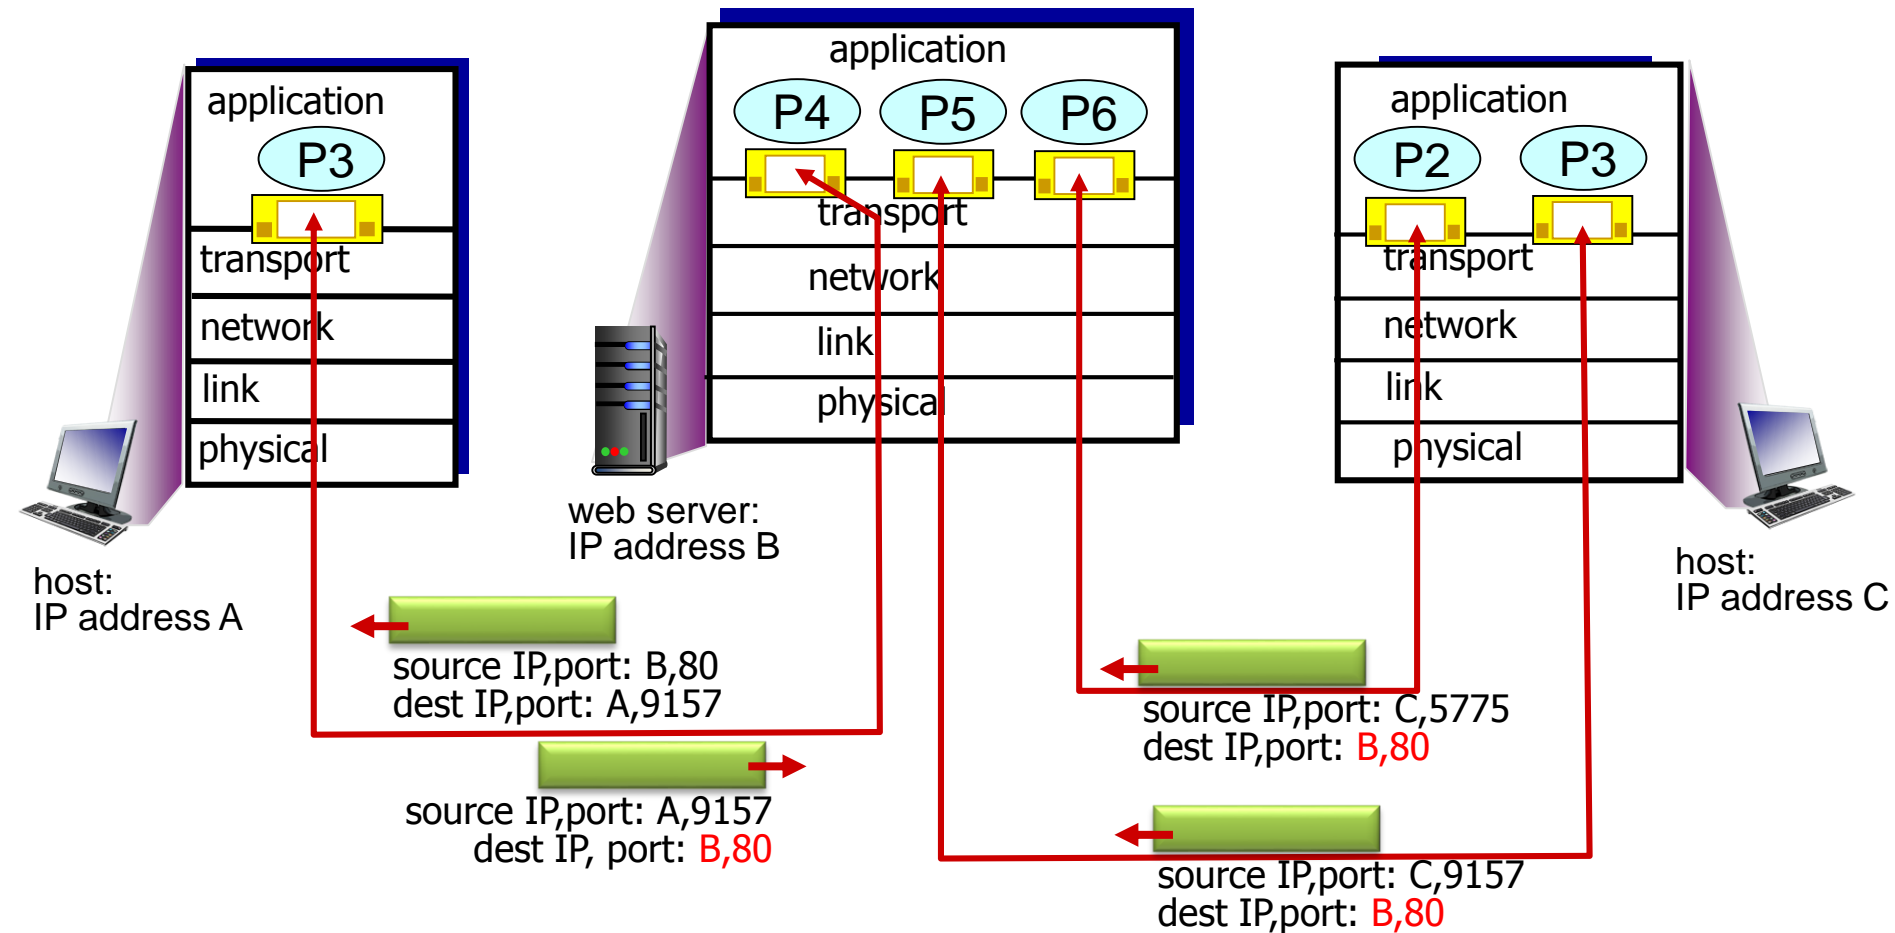 application
P3
transport
network
link
physical
host:
IP address A
application
P4
P5
P6
transport
network
link
physical
web server:
IP address B
application
P2
P3
transport
network
link
physical
host:
IP address C
source IP,port: B,80
dest IP,port: A,9157
source IP,port: A,9157
dest IP, port: B,80
source IP,port: C,5775
dest IP,port: B,80
source IP,port: C,9157
dest IP,port: B,80